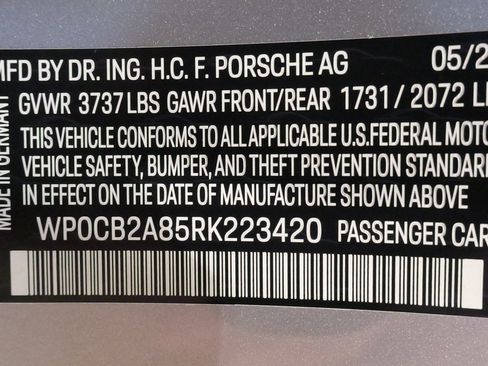 MFD BY DR. ING. H.C. F. PORSCHE AG 05/2
GVWR 3737 LBS GAWR FRONT/REAR 1731 / 2072 L
THIS VEHICLE CONFORMS TO ALL APPLICABLE U.S. FEDERAL MOTO
VEHICLE SAFETY, BUMPER, AND THEFT PREVENTION STANDARD
IN EFFECT ON THE DATE OF MANUFACTURE SHOWN ABOVE
WP0CB2A85RK223420 PASSENGER CAR
MADE IN GERMANY